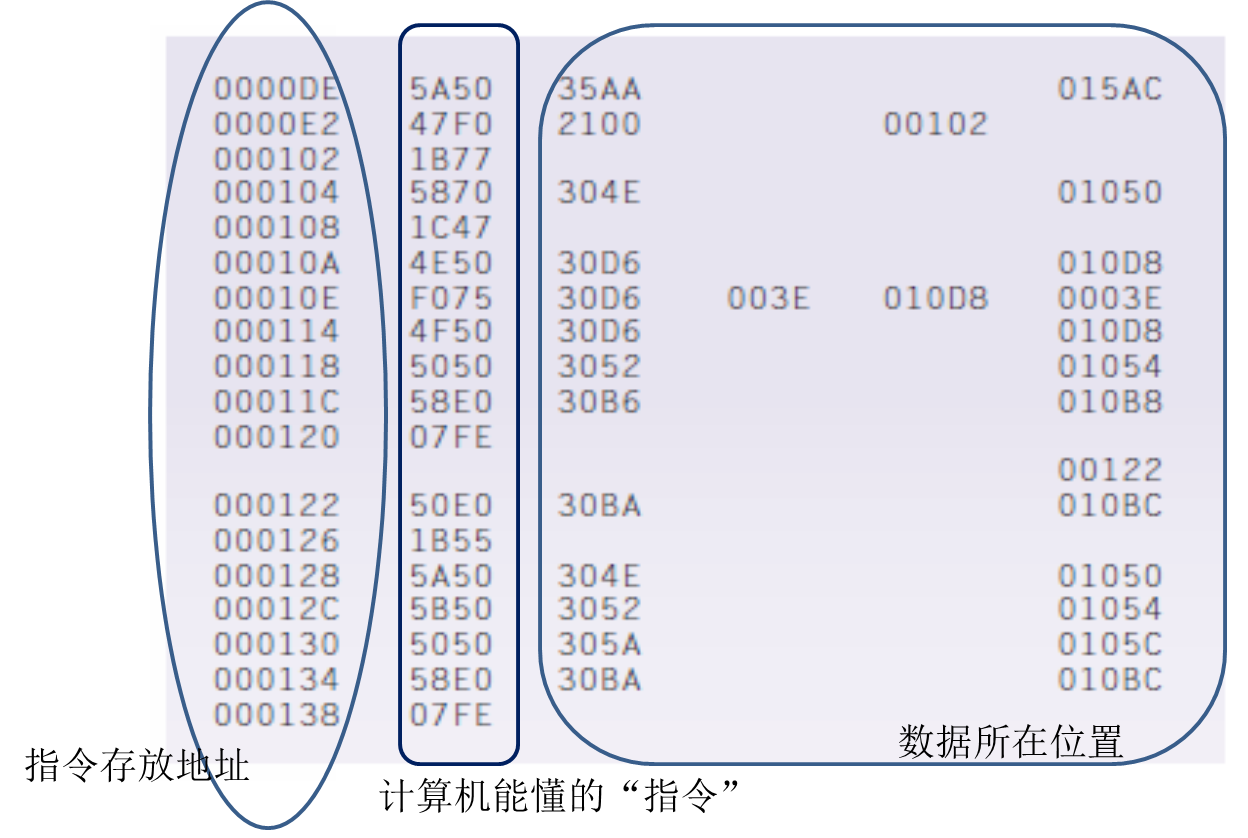 0000DE 5A50 35AA 015AC
0000E2 47F0 2100 00102
000102 1B77
000104 5870 304E 01050
000108 1C47
00010A 4E50 30D6 010D8
00010E F075 30D6 003E 010D8 0003E
000114 4F50 30D6 010D8
000118 5050 3052 01054
00011C 58E0 30B6 010B8
000120 07FE
00122
000122 50E0 30BA 010BC
000126 1B55
000128 5A50 304E 01050
00012C 5B50 3052 01054
000130 5050 305A 0105C
000134 58E0 30BA 010BC
000138 07FE
数据所在位置
指令存放地址
计算机能懂的“指令”